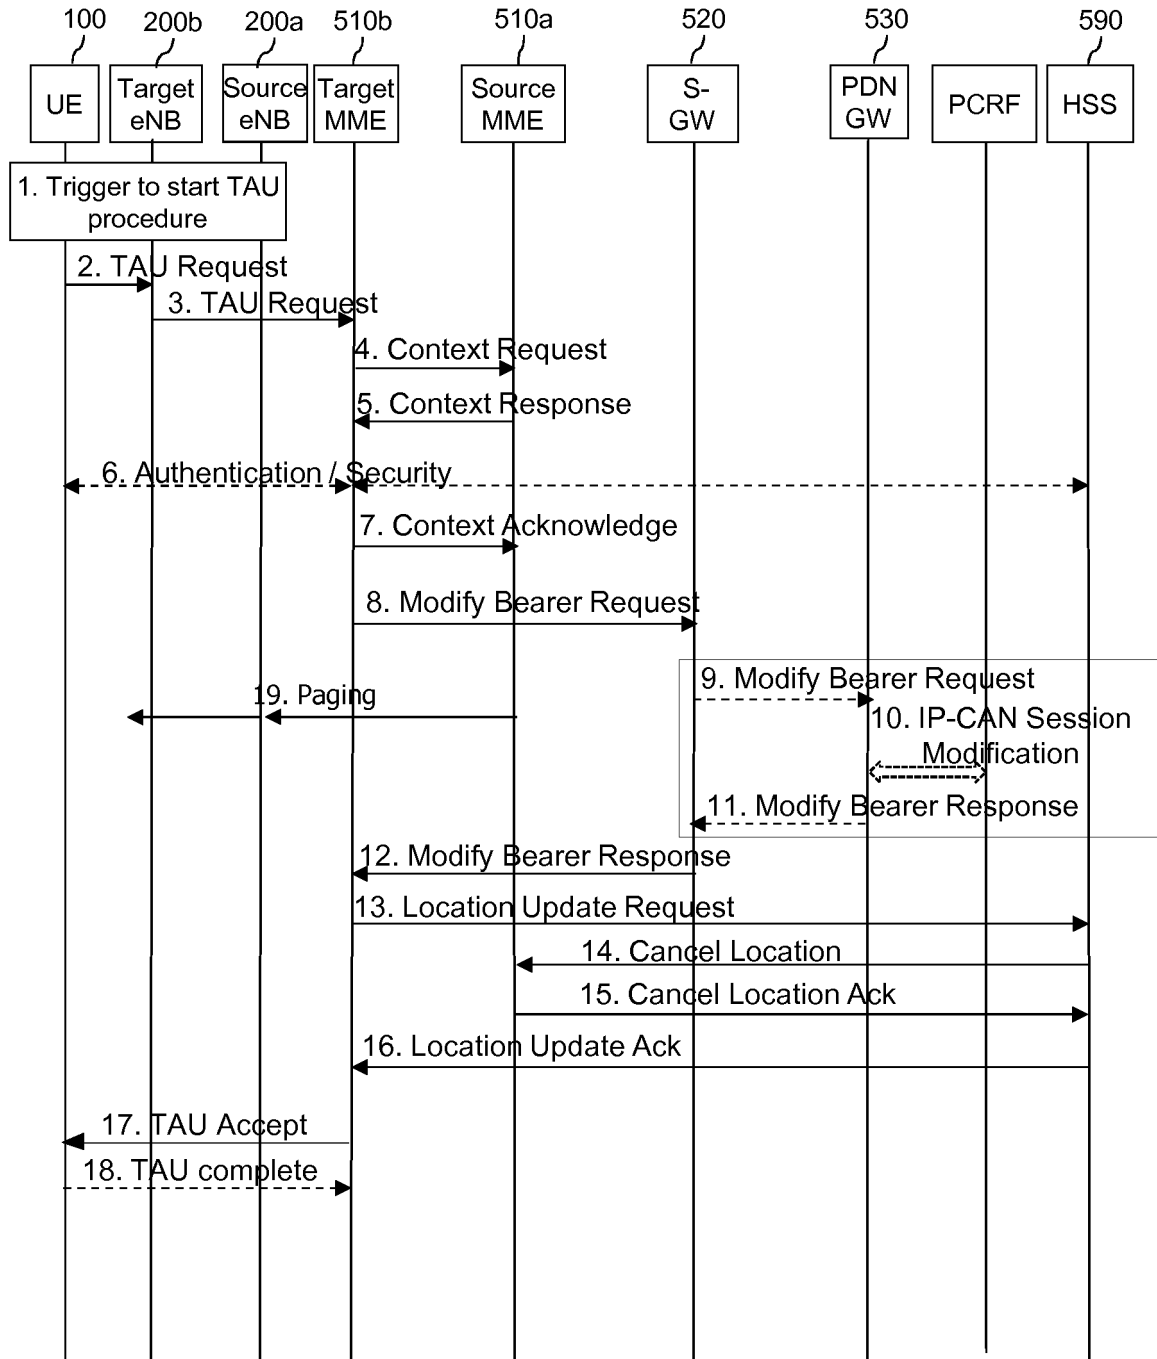 100
200b
200a
510b
510a
520
530
590
UE
Target
eNB
Source
eNB
Target
MME
Source
MME
S-
GW
PDN
GW
PCRF
HSS
1. Trigger to start TAU
procedure
2. TAU Request
3. TAU Request
4. Context Request
5. Context Response
6. Authentication / Security
7. Context Acknowledge
8. Modify Bearer Request
9. Modify Bearer Request
19. Paging
10. IP-CAN Session
Modification
11. Modify Bearer Response
12. Modify Bearer Response
13. Location Update Request
14. Cancel Location
15. Cancel Location Ack
16. Location Update Ack
17. TAU Accept
18. TAU complete